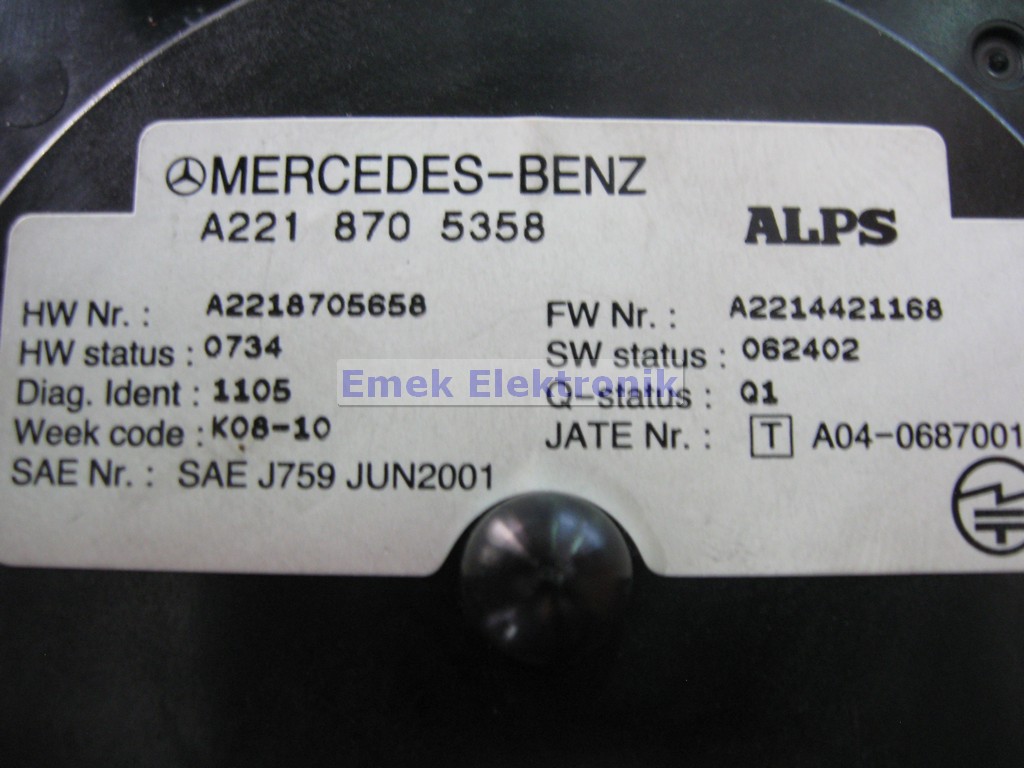 MERCEDES-BENZ
A221 870 5358
ALPS
HW Nr. : A2218705658
FW Nr. : A2214421168
HW status : 0734
SW status : 062402
Diag. Ident : 1105
Q-status : Q1
Emek Elektronik
Week code : K08-10
JATE Nr. : T A04-0687001
SAE Nr. : SAE J759 JUN2001